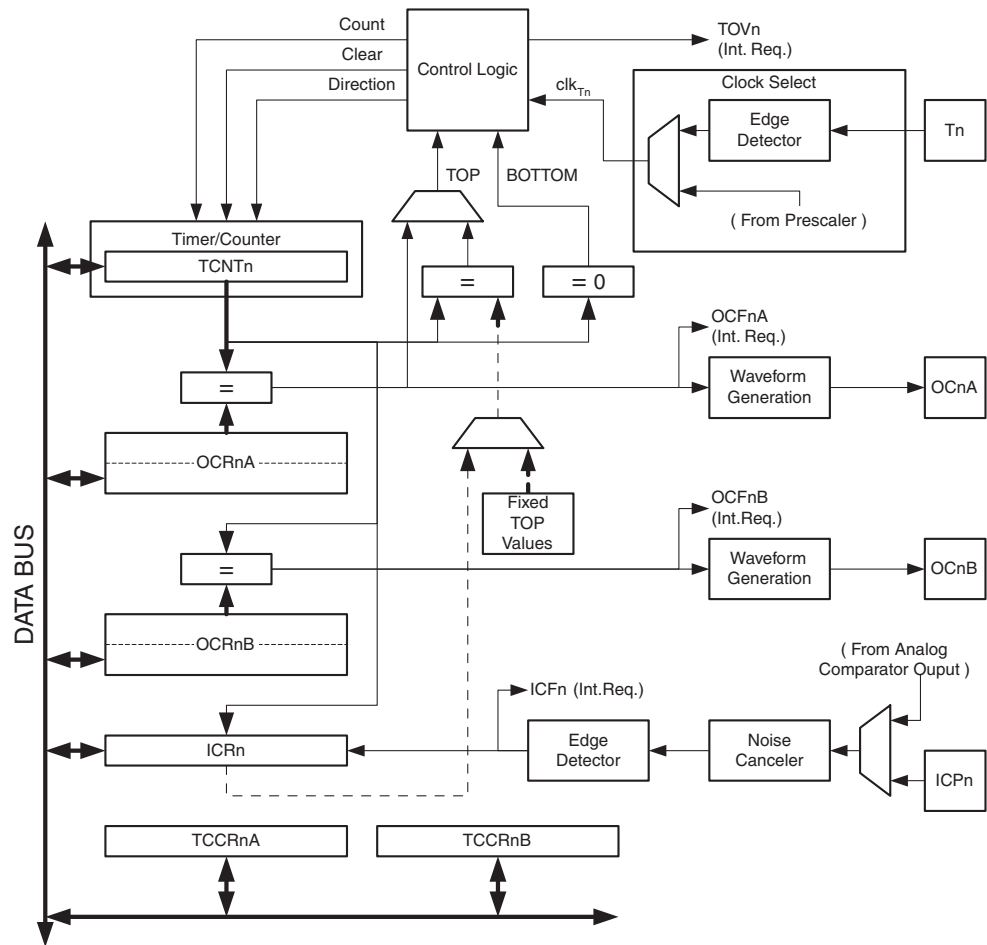 Count
Clear
Direction
Control Logic
TOVn
(Int. Req.)
clkTn
Clock Select
Edge
Detector
Tn
( From Prescaler )
TOP
BOTTOM
Timer/Counter
TCNTn
=
= 0
OCFnA
(Int. Req.)
=
Waveform
Generation
OCnA
OCRnA
Fixed
TOP
Values
OCFnB
(Int.Req.)
=
Waveform
Generation
OCnB
DATA BUS
OCRnB
( From Analog
Comparator Ouput )
ICFn (Int.Req.)
ICRn
Edge
Detector
Noise
Canceler
ICPn
TCCRnA
TCCRnB